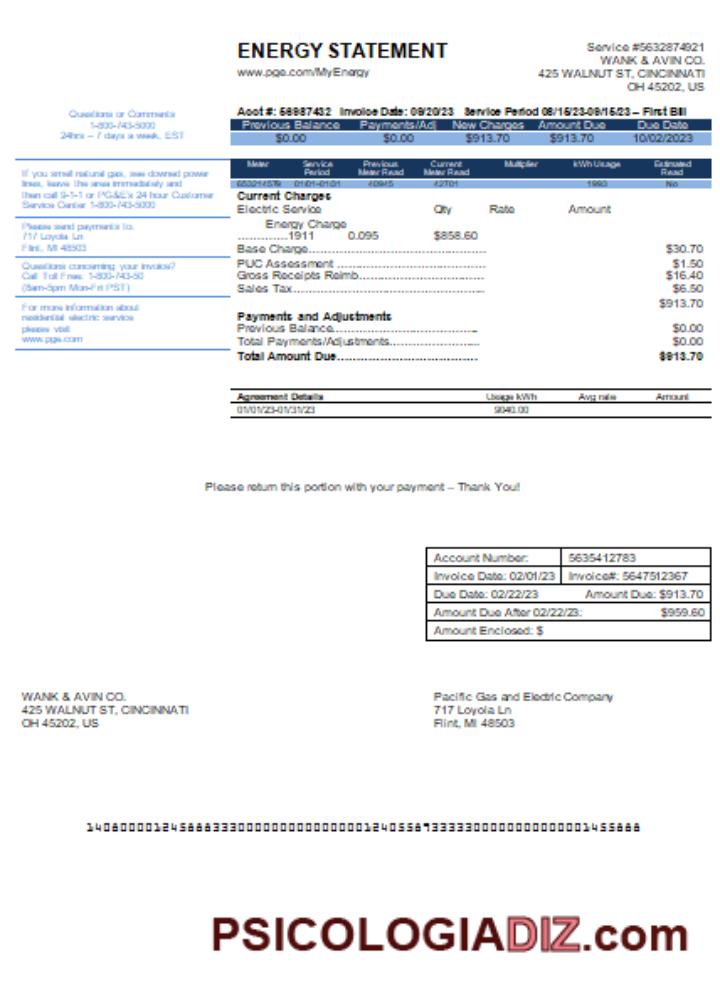 ENERGY STATEMENT
www.pge.com/MyEnergy
Service #5632874921
WANK & AVIN CO.
425 WALNUT ST, CINCINNATI
OH 45202, US
Questions or Comments
1-800-743-5000
24hrs – 7 days a week, EST
If you smell natural gas, see downed power
lines, leave the area immediately and
then call 9-1-1 or PG&E's 24 hour Customer
Service Center 1-800-743-5000
Please send payments to:
717 Loyola Ln
Flint, MI 48503
Questions concerning your invoice?
Call Toll Free: 1-800-743-50
(8am-5pm Mon-Fri PST)
For more information about
residential electric service
please visit
www.pge.com
Acct #: 56987432 Invoice Date: 09/20/23 Service Period 08/15/23-09/15/23 – First Bill
Previous Balance Payments/Adj New Charges Amount Due Due Date
$0.00 $0.00 $913.70 $913.70 10/02/2023
Meter Service Period Previous Meter Read Current Meter Read Multiplier kWh Usage Estimated Read
01/01-0101 40945 42701 1993 No
Current Charges
Electric Service Qty Rate Amount
Energy Charge
..............1911 0.095 $858.60
Base Charge.................................................... $30.70
PUC Assessment ............................................ $1.50
Gross Receipts Reimb...................................... $16.40
Sales Tax......................................................... $6.50
$913.70
Payments and Adjustments
Previous Balance............................................. $0.00
Total Payments/Adjustments........................... $0.00
Total Amount Due........................................... $913.70
Agreement Details Usage kWh Avg rate Amount
01/01/23-01/31/23 9040.00
Please return this portion with your payment – Thank You!
Account Number: 5635412783
Invoice Date: 02/01/23 Invoice#: 5647512367
Due Date: 02/22/23 Amount Due: $913.70
Amount Due After 02/22/23: $959.60
Amount Enclosed: $
WANK & AVIN CO.
425 WALNUT ST, CINCINNATI
OH 45202, US
Pacific Gas and Electric Company
717 Loyola Ln
Flint, MI 48503
PSICOLOGIADIZ.com